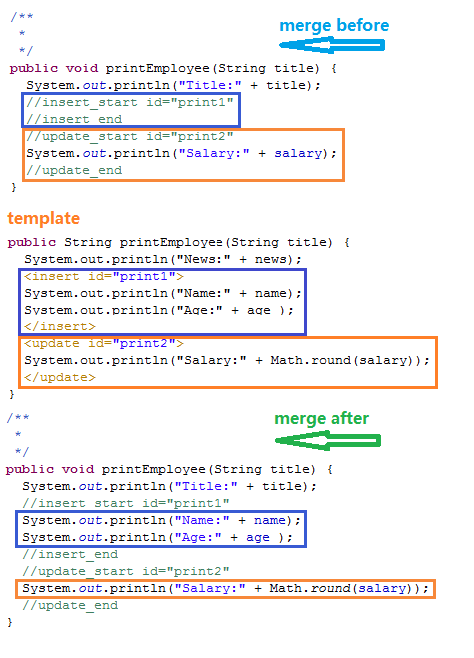 /**
merge before
*
*/
public void printEmployee(String title) {
System.out.println("Title:" + title);
//insert_start id="print1"
//insert_end
//update_start id="print2"
System.out.println("Salary:" + salary);
//update_end
}
template
public String printEmployee(String title) {
System.out.println("News:" + news);
<insert id="print1">
System.out.println("Name:" + name);
System.out.println("Age:" + age );
</insert>
<update id="print2">
System.out.println("Salary:" + Math.round(salary));
</update>
}
/**
merge after
*
*/
public void printEmployee(String title) {
System.out.println("Title:" + title);
//insert_start id="print1"
System.out.println("Name:" + name);
System.out.println("Age:" + age );
//insert_end
//update_start id="print2"
System.out.println("Salary:" + Math.round(salary));
//update_end
}